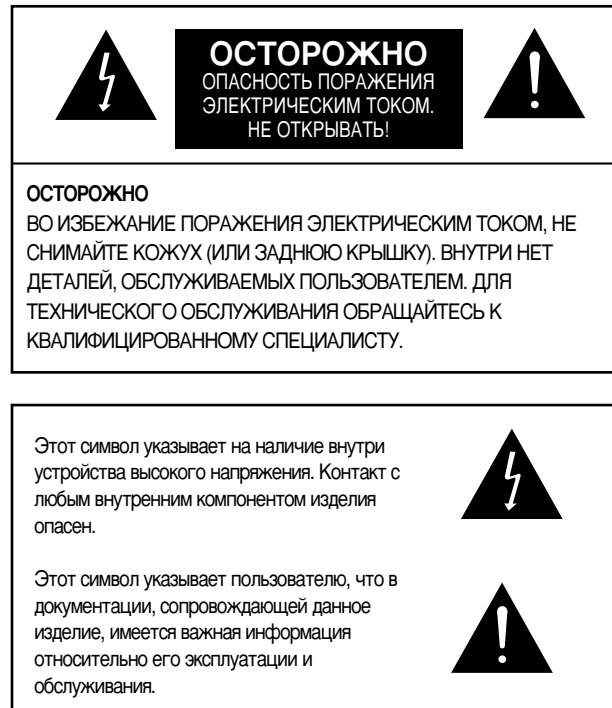 ОСТОРОЖНО
ОПАСНОСТЬ ПОРАЖЕНИЯ
ЭЛЕКТРИЧЕСКИМ ТОКОМ.
НЕ ОТКРЫВАТЬ!
ОСТОРОЖНО
ВО ИЗБЕЖАНИЕ ПОРАЖЕНИЯ ЭЛЕКТРИЧЕСКИМ ТОКОМ, НЕ
СНИМАЙТЕ КОЖУХ (ИЛИ ЗАДНЮЮ КРЫШКУ). ВНУТРИ НЕТ
ДЕТАЛЕЙ, ОБСЛУЖИВАЕМЫХ ПОЛЬЗОВАТЕЛЕМ. ДЛЯ
ТЕХНИЧЕСКОГО ОБСЛУЖИВАНИЯ ОБРАЩАЙТЕСЬ К
КВАЛИФИЦИРОВАННОМУ СПЕЦИАЛИСТУ.
Этот символ указывает на наличие внутри
устройства высокого напряжения. Контакт с
любым внутренним компонентом изделия
опасен.
Этот символ указывает пользователю, что в
документации, сопровождающей данное
изделие, имеется важная информация
относительно его эксплуатации и
обслуживания.